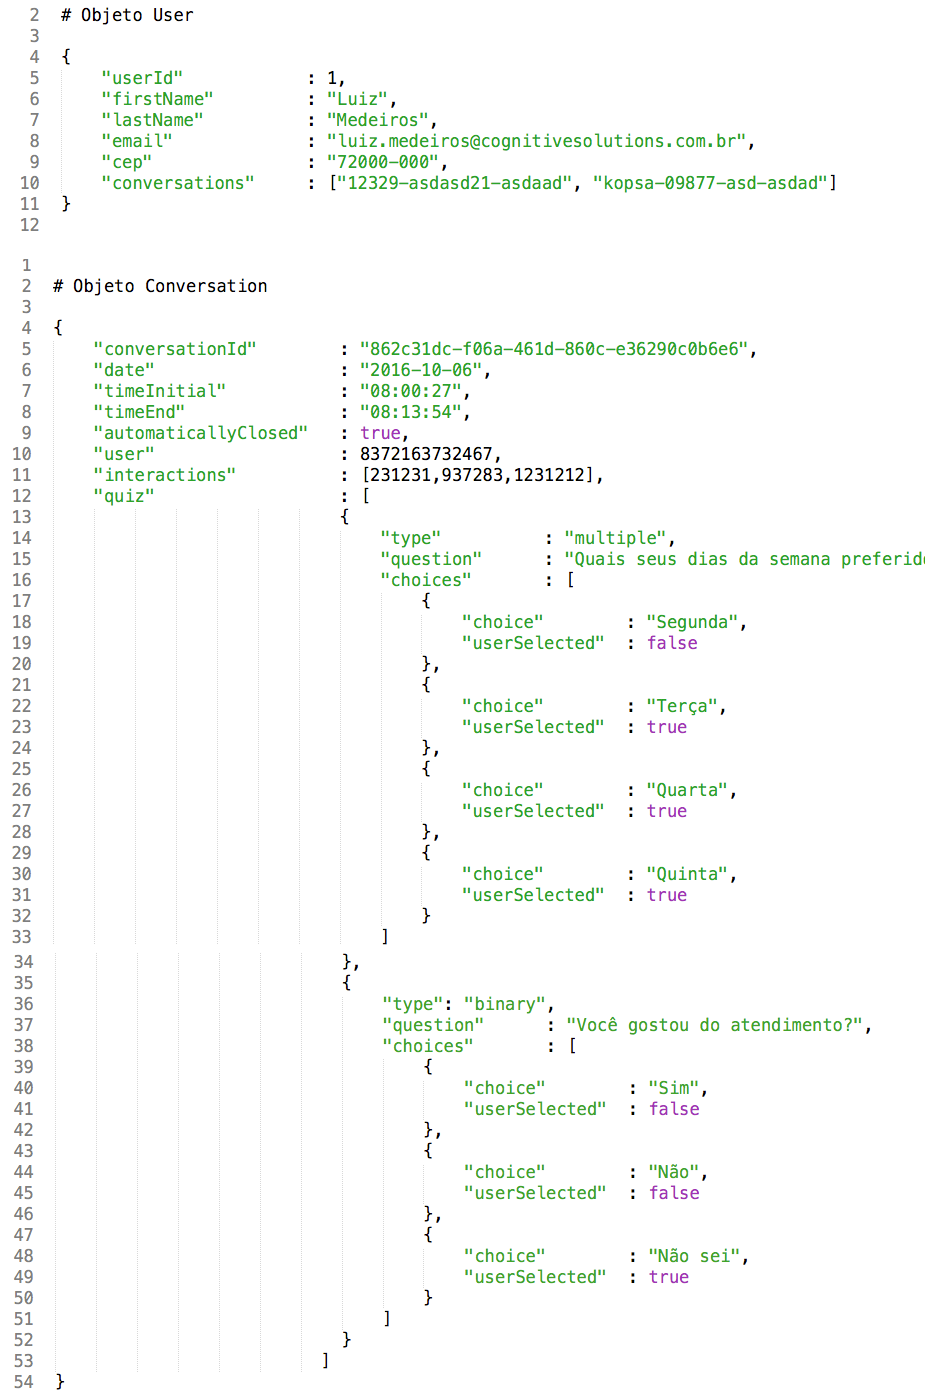 2 # Objeto User
3
4 {
5 "userId" : 1,
6 "firstName" : "Luiz",
7 "lastName" : "Medeiros",
8 "email" : "luiz.medeiros@cognitivesolutions.com.br",
9 "cep" : "72000-000",
10 "conversations" : ["12329-asdasd21-asdaad", "kopsa-09877-asd-asdad"]
11 }
12
1
2 # Objeto Conversation
3
4 {
5 "conversationId" : "862c31dc-f06a-461d-860c-e36290c0b6e6",
6 "date" : "2016-10-06",
7 "timeInitial" : "08:00:27",
8 "timeEnd" : "08:13:54",
9 "automaticallyClosed" : true,
10 "user" : 8372163732467,
11 "interactions" : [231231,937283,1231212],
12 "quiz" : [
13 {
14 "type" : "multiple",
15 "question" : "Quais seus dias da semana preferid
16 "choices" : [
17 {
18 "choice" : "Segunda",
19 "userSelected" : false
20 },
21 {
22 "choice" : "Terça",
23 "userSelected" : true
24 },
25 {
26 "choice" : "Quarta",
27 "userSelected" : true
28 },
29 {
30 "choice" : "Quinta",
31 "userSelected" : true
32 }
33 ]
34 },
35 {
36 "type": "binary",
37 "question" : "Você gostou do atendimento?",
38 "choices" : [
39 {
40 "choice" : "Sim",
41 "userSelected" : false
42 },
43 {
44 "choice" : "Não",
45 "userSelected" : false
46 },
47 {
48 "choice" : "Não sei",
49 "userSelected" : true
50 }
51 ]
52 }
53 ]
54 }